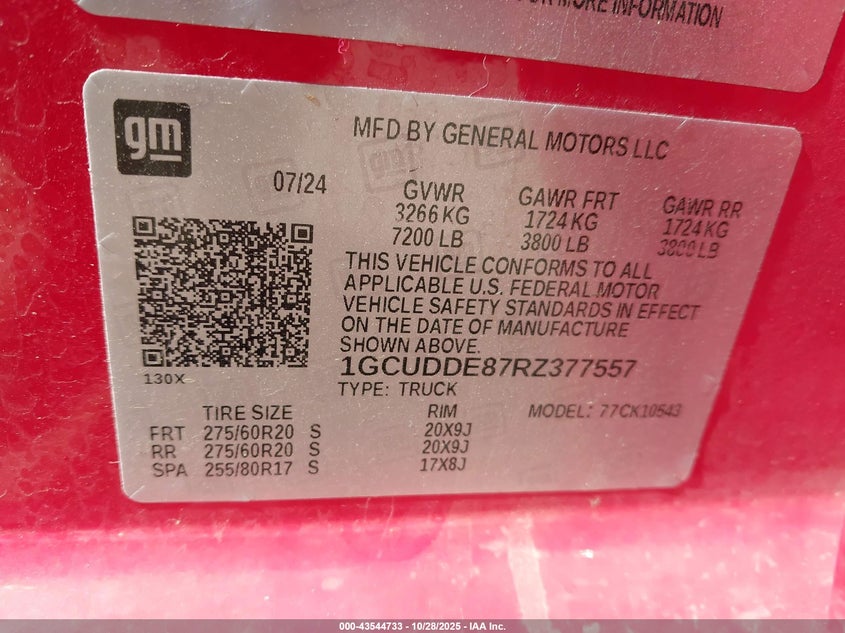 FOR MORE INFORMATION
gm
MFD BY GENERAL MOTORS LLC
07/24
GVWR
3266 KG
7200 LB
GAWR FRT
1724 KG
3800 LB
GAWR RR
1724 KG
3800 LB
THIS VEHICLE CONFORMS TO ALL
APPLICABLE U.S. FEDERAL MOTOR
VEHICLE SAFETY STANDARDS IN EFFECT
ON THE DATE OF MANUFACTURE
SHOWN ABOVE.
130X
1GCUDDE87RZ377557
TYPE: TRUCK
MODEL: 77CK10543
TIRE SIZE RIM
FRT 275/60R20 S 20X9J
RR 275/60R20 S 20X9J
SPA 255/80R17 S 17X8J
000-43544733 - 10/28/2025 - IAA Inc.